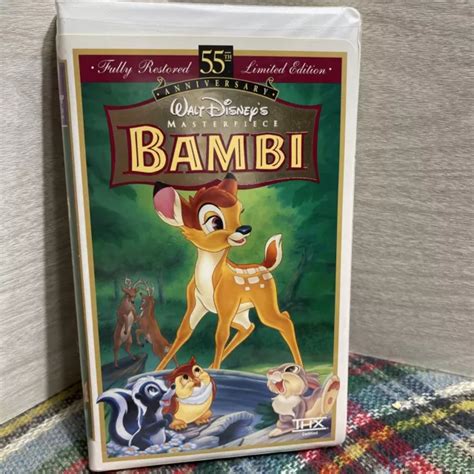 Fully Restored 55TH Limited Edition
ANNIVERSARY
WALT DISNEY'S
MASTERPIECE
BAMBI
THX